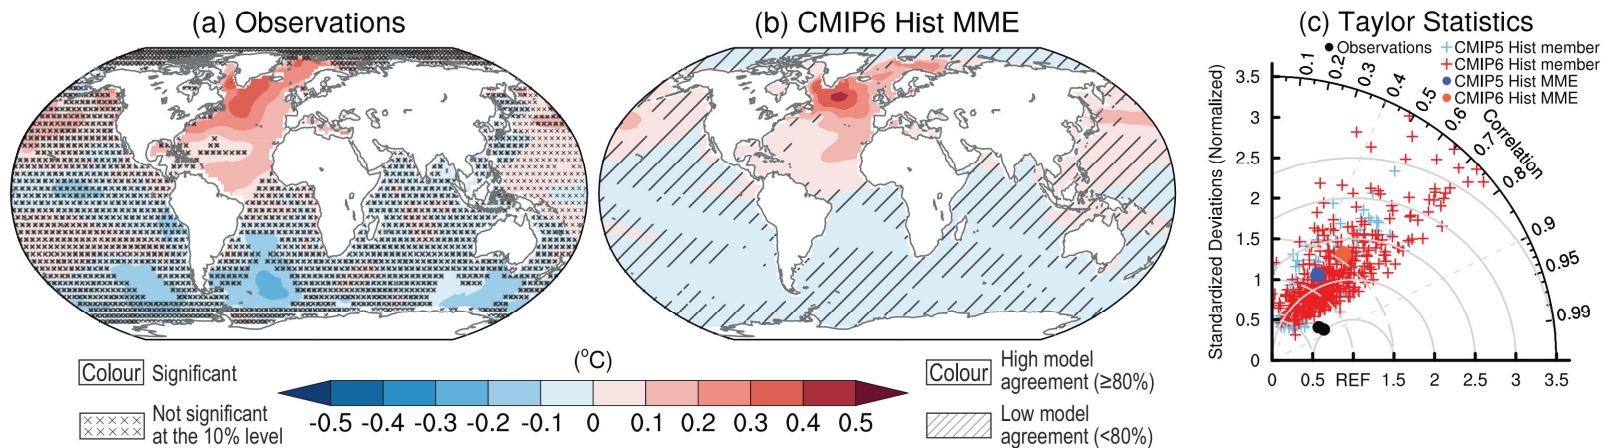 (a) Observations
(b) CMIP6 Hist MME
(c) Taylor Statistics
Observations
CMIP5 Hist member
CMIP6 Hist member
CMIP5 Hist MME
CMIP6 Hist MME
Standardized Deviations (Normalized)
3.5
3
2.5
2
1.5
1
0.5
0
0 0.5 REF 1.5 2 2.5 3 3.5
0.1 0.2 0.3 0.4 0.5 0.6 0.7 0.8 0.9 0.95 0.99
Correlation
Colour Significant
Not significant
at the 10% level
(°C)
-0.5 -0.4 -0.3 -0.2 -0.1 0 0.1 0.2 0.3 0.4 0.5
Colour
High model
agreement (≥80%)
Low model
agreement (<80%)